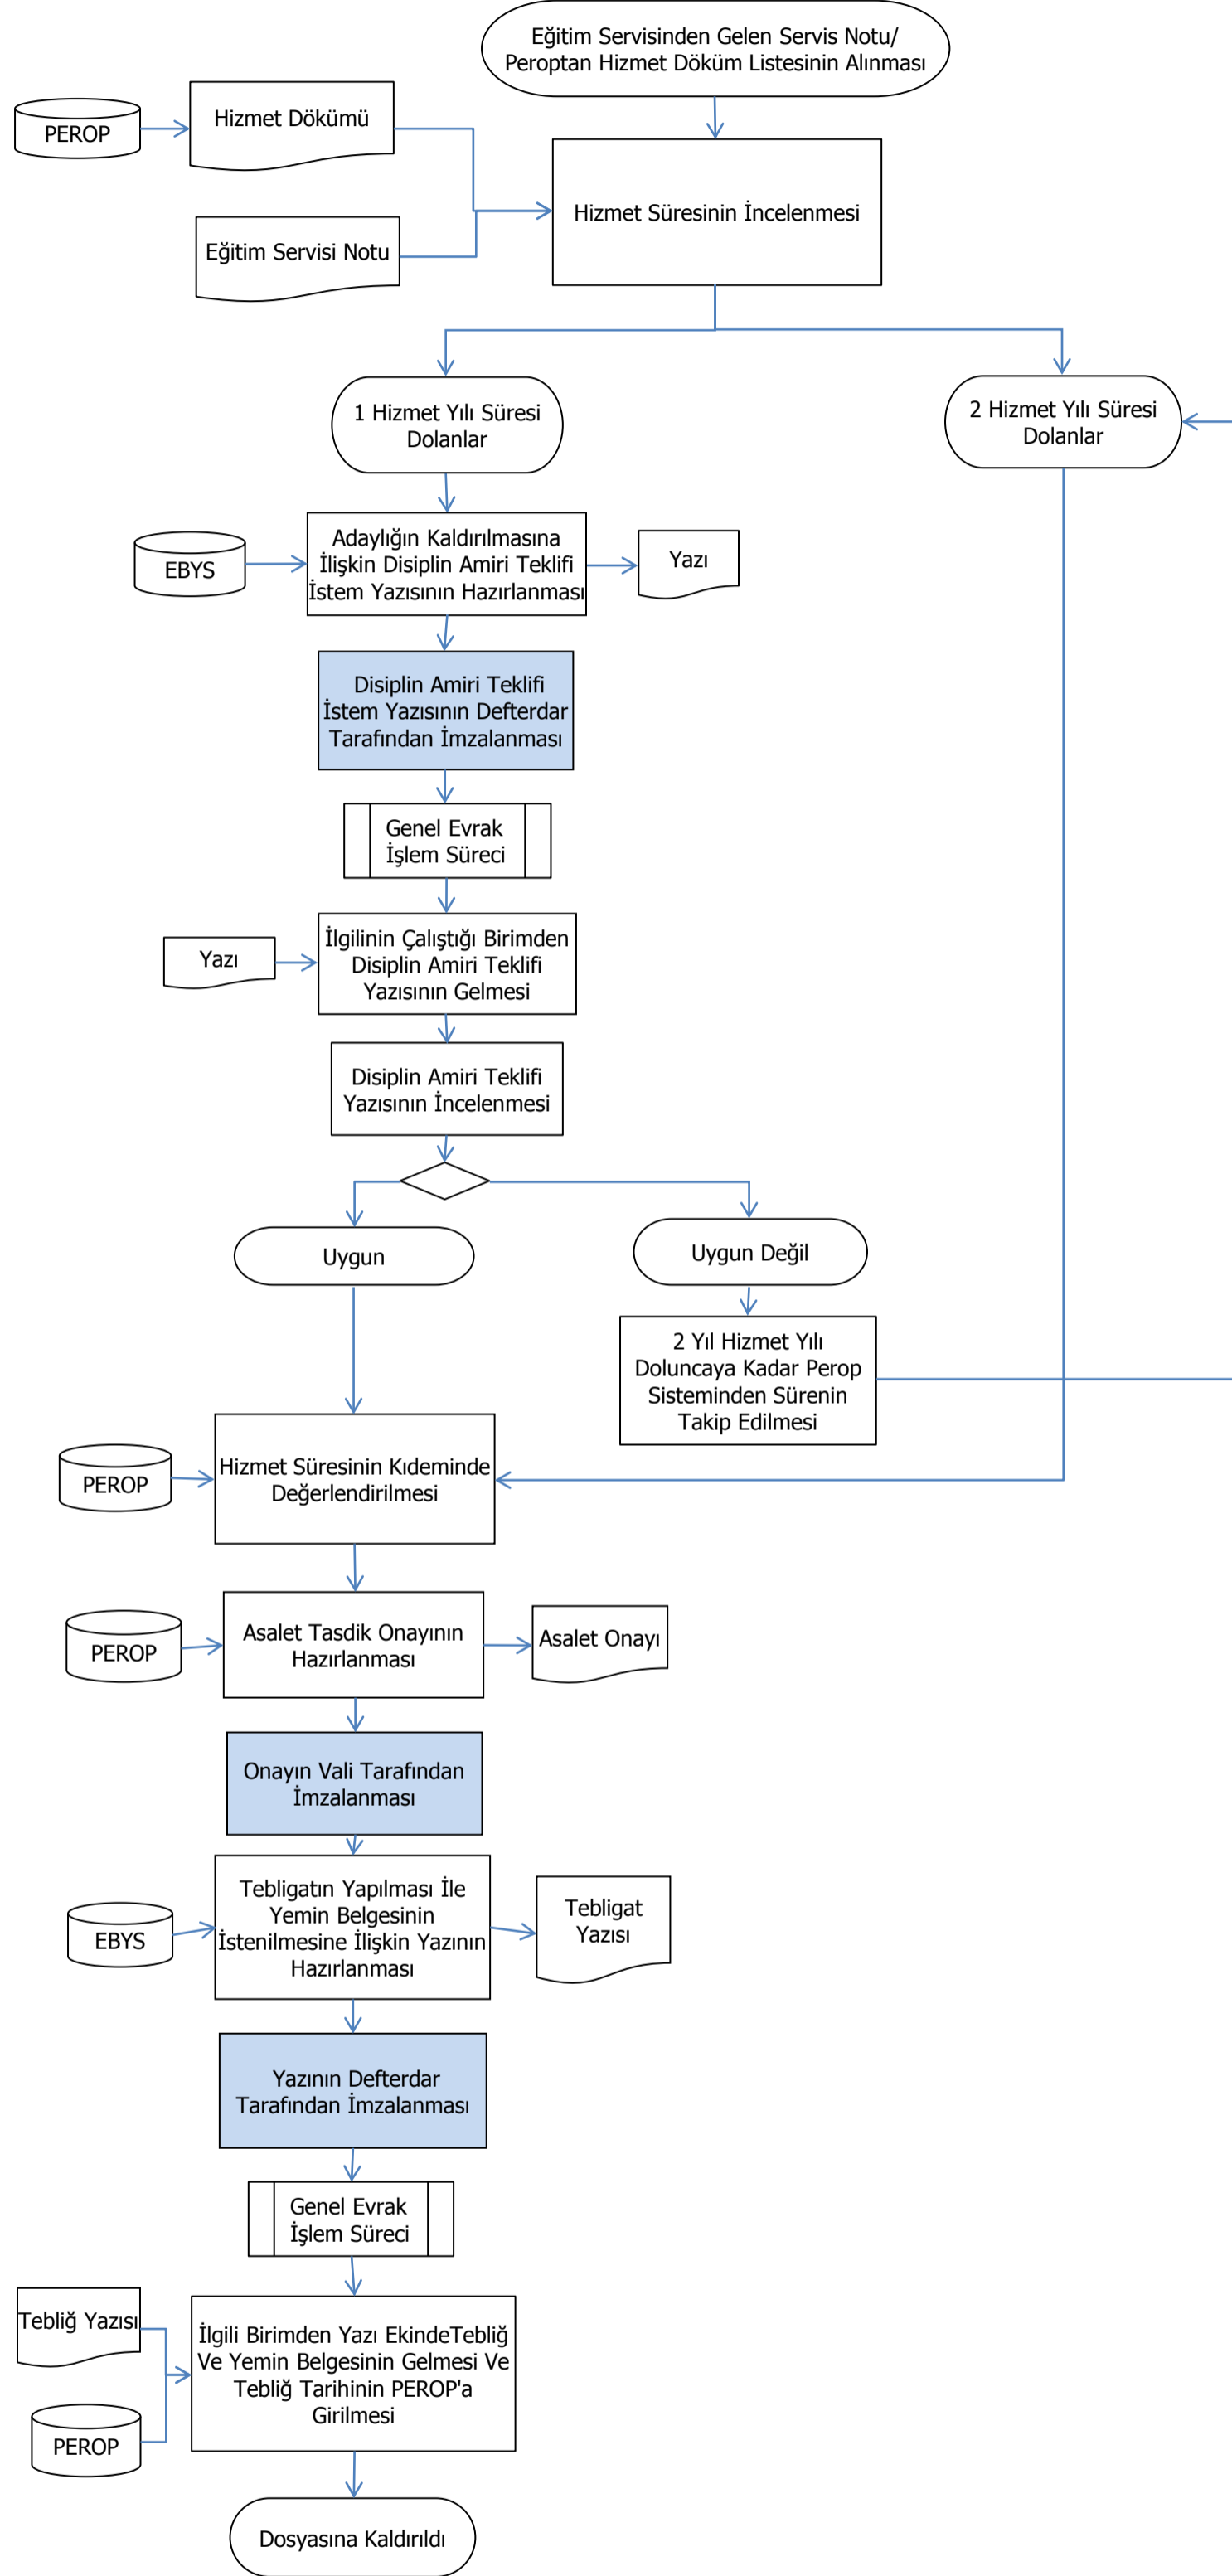 Eğitim Servisinden Gelen Servis Notu/
Peroptan Hizmet Döküm Listesinin Alınması
PEROP
Hizmet Dökümü
Eğitim Servisi Notu
Hizmet Süresinin İncelenmesi
1 Hizmet Yılı Süresi
Dolanlar
2 Hizmet Yılı Süresi
Dolanlar
EBYS
Adaylığın Kaldırılmasına
İlişkin Disiplin Amiri Teklifi
İstem Yazısının Hazırlanması
Yazı
Disiplin Amiri Teklifi
İstem Yazısının Defterdar
Tarafından İmzalanması
Genel Evrak
İşlem Süreci
Yazı
İlgilinin Çalıştığı Birimden
Disiplin Amiri Teklifi
Yazısının Gelmesi
Disiplin Amiri Teklifi
Yazısının İncelenmesi
Uygun
Uygun Değil
2 Yıl Hizmet Yılı
Doluncaya Kadar Perop
Sisteminden Sürenin
Takip Edilmesi
PEROP
Hizmet Süresinin Kıdeminde
Değerlendirilmesi
PEROP
Asalet Tasdik Onayının
Hazırlanması
Asalet Onayı
Onayın Vali Tarafından
İmzalanması
EBYS
Tebligatın Yapılması İle
Yemin Belgesinin
İstenilmesine İlişkin Yazının
Hazırlanması
Tebligat
Yazısı
Yazının Defterdar
Tarafından İmzalanması
Genel Evrak
İşlem Süreci
Tebliğ Yazısı
PEROP
İlgili Birimden Yazı EkindeTebliğ
Ve Yemin Belgesinin Gelmesi Ve
Tebliğ Tarihinin PEROP'a
Girilmesi
Dosyasına Kaldırıldı